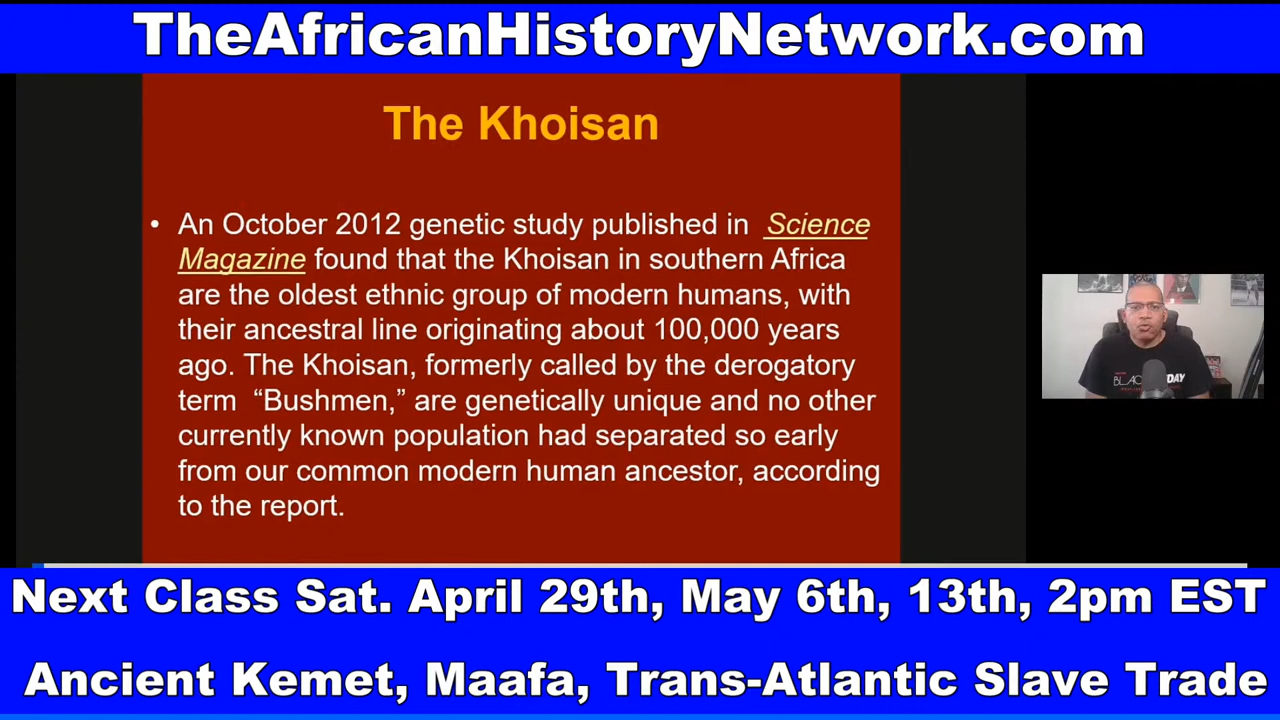 TheAfricanHistoryNetwork.com
The Khoisan
• An October 2012 genetic study published in Science
Magazine found that the Khoisan in southern Africa
are the oldest ethnic group of modern humans, with
their ancestral line originating about 100,000 years
ago. The Khoisan, formerly called by the derogatory
term “Bushmen,” are genetically unique and no other
currently known population had separated so early
from our common modern human ancestor, according
to the report.
Next Class Sat. April 29th, May 6th, 13th, 2pm EST
Ancient Kemet, Maafa, Trans-Atlantic Slave Trade